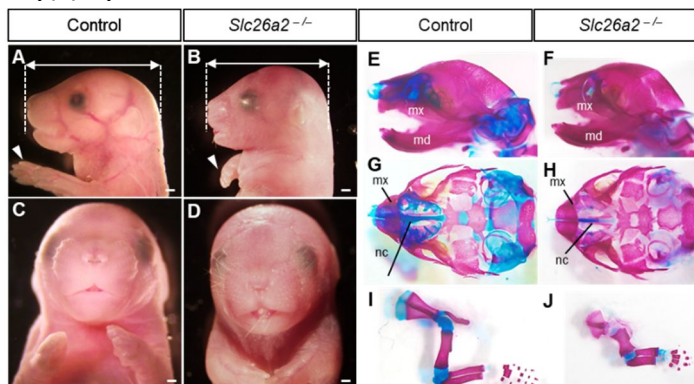 Control
Slc26a2 −/−
Control
Slc26a2 −/−
A
B
E
mx
md
F
mx
md
G
mx
nc
H
mx
nc
C
D
I
J